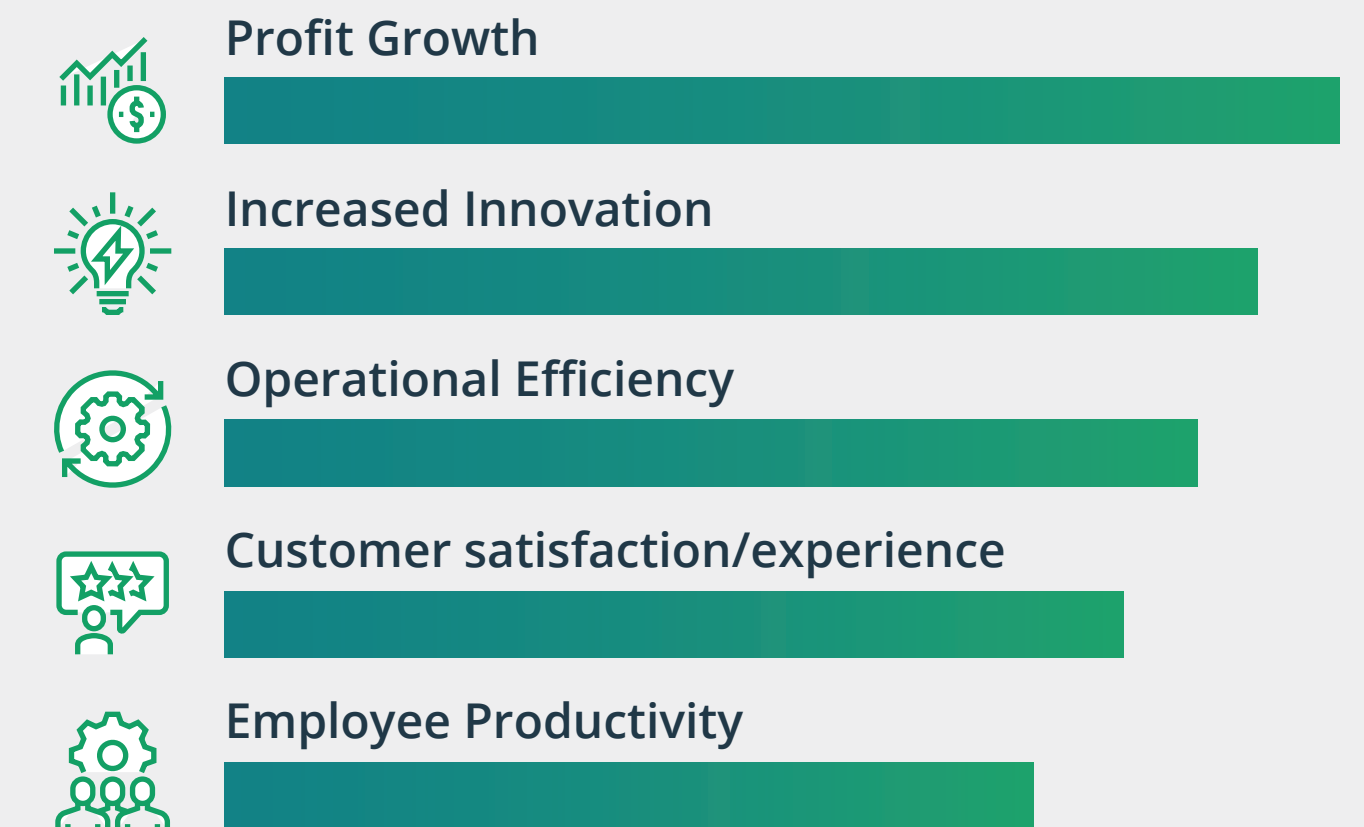 Profit Growth
Increased Innovation
Operational Efficiency
Customer satisfaction/experience
Employee Productivity